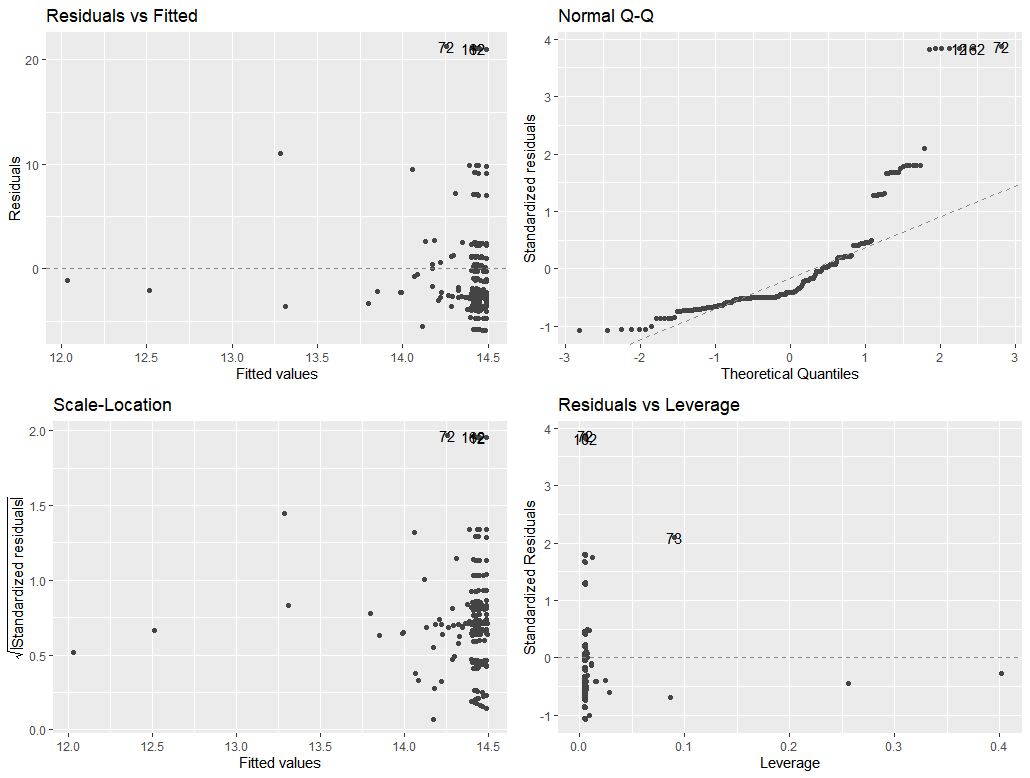 Residuals vs Fitted
Residuals
20
10
0
72
12.0 12.5 13.0 13.5 14.0 14.5
Fitted values
Normal Q-Q
Standardized residuals
4
3
2
1
0
-1
72
-3 -2 -1 0 1 2 3
Theoretical Quantiles
Scale-Location
√|Standardized residuals|
2.0
1.5
1.0
0.5
0.0
72
12.0 12.5 13.0 13.5 14.0 14.5
Fitted values
Residuals vs Leverage
Standardized Residuals
4
3
2
1
0
-1
73
0.0 0.1 0.2 0.3 0.4
Leverage